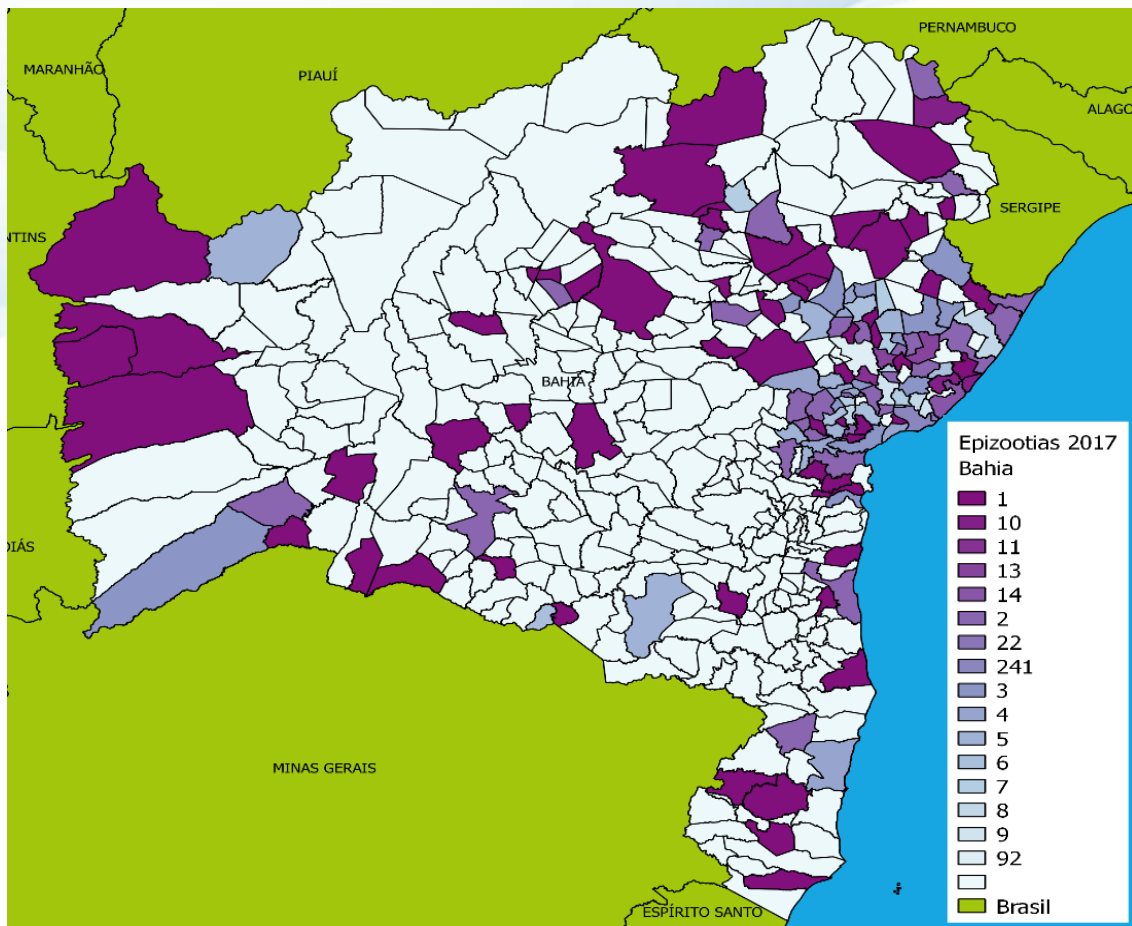 PERNAMBUCO
MARANHÃO
PIAUÍ
ALAGO
SERGIPE
NTINS
BAHIA
Epizootias 2017
Bahia
1
10
11
13
14
2
22
241
3
4
5
6
7
8
9
92
Brasil
OIÁS
MINAS GERAIS
ESPÍRITO SANTO